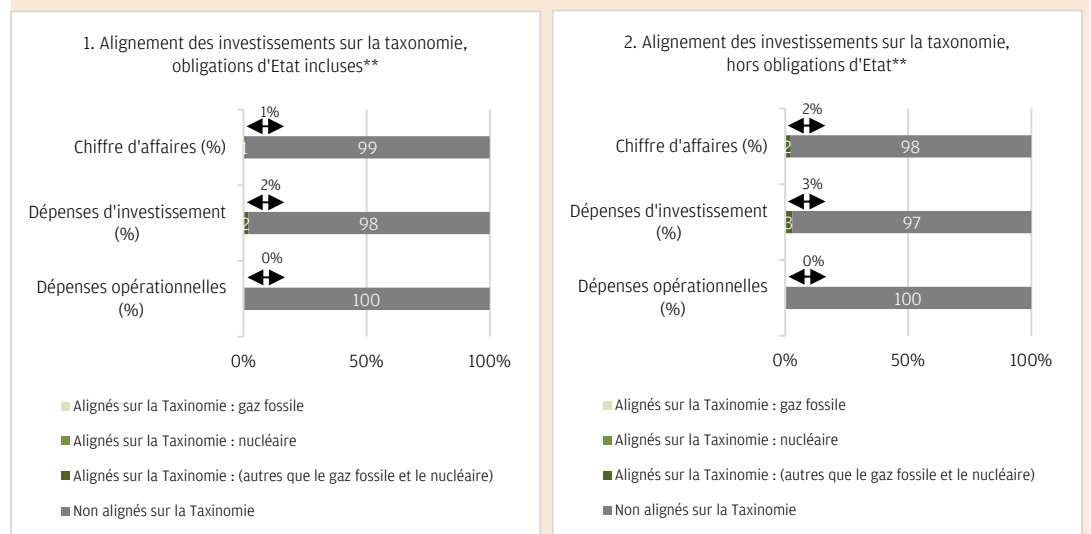 1. Alignement des investissements sur la taxonomie,
obligations d'Etat incluses**
1%
Chiffre d'affaires (%)
1
99
2%
Dépenses d'investissement
(%)
2
98
0%
Dépenses opérationnelles
(%)
100
0%
50%
100%
Alignés sur la Taxinomie : gaz fossile
Alignés sur la Taxinomie : nucléaire
Alignés sur la Taxinomie : (autres que le gaz fossile et le nucléaire)
Non alignés sur la Taxinomie
2. Alignement des investissements sur la taxonomie,
hors obligations d'Etat**
2%
Chiffre d'affaires (%)
2
98
3%
Dépenses d'investissement
(%)
3
97
0%
Dépenses opérationnelles
(%)
100
0%
50%
100%
Alignés sur la Taxinomie : gaz fossile
Alignés sur la Taxinomie : nucléaire
Alignés sur la Taxinomie : (autres que le gaz fossile et le nucléaire)
Non alignés sur la Taxinomie